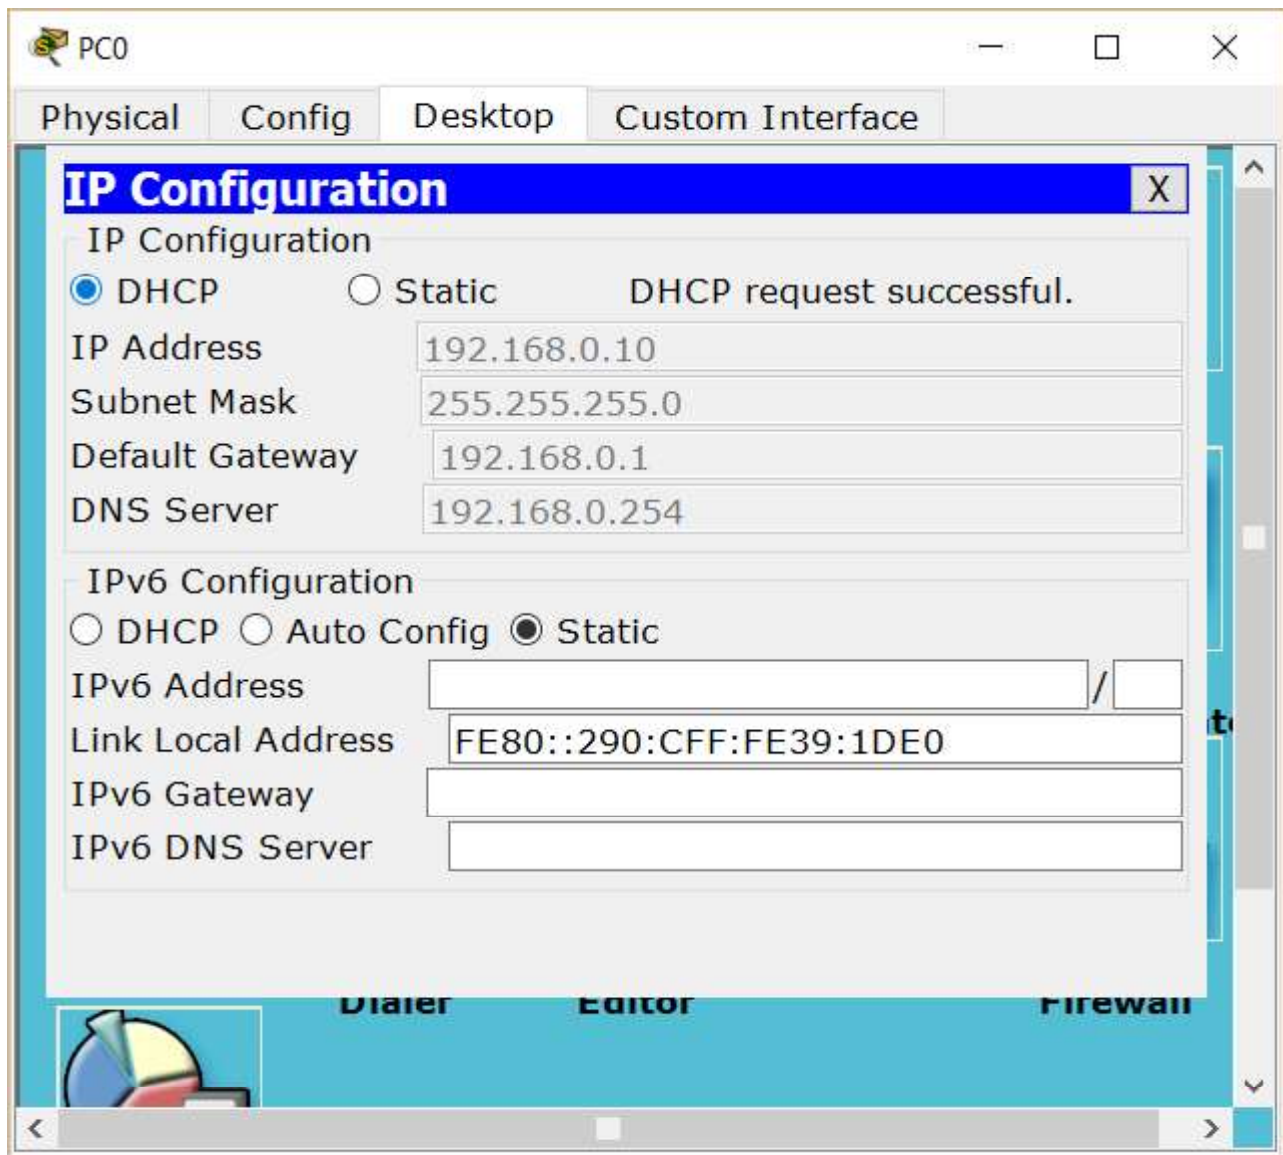 PC0
Physical Config Desktop Custom Interface
IP Configuration X
IP Configuration
DHCP Static DHCP request successful.
IP Address 192.168.0.10
Subnet Mask 255.255.255.0
Default Gateway 192.168.0.1
DNS Server 192.168.0.254
IPv6 Configuration
DHCP Auto Config Static
IPv6 Address /
Link Local Address FE80::290:CFF:FE39:1DE0
IPv6 Gateway
IPv6 DNS Server
Dialer Editor Firewall